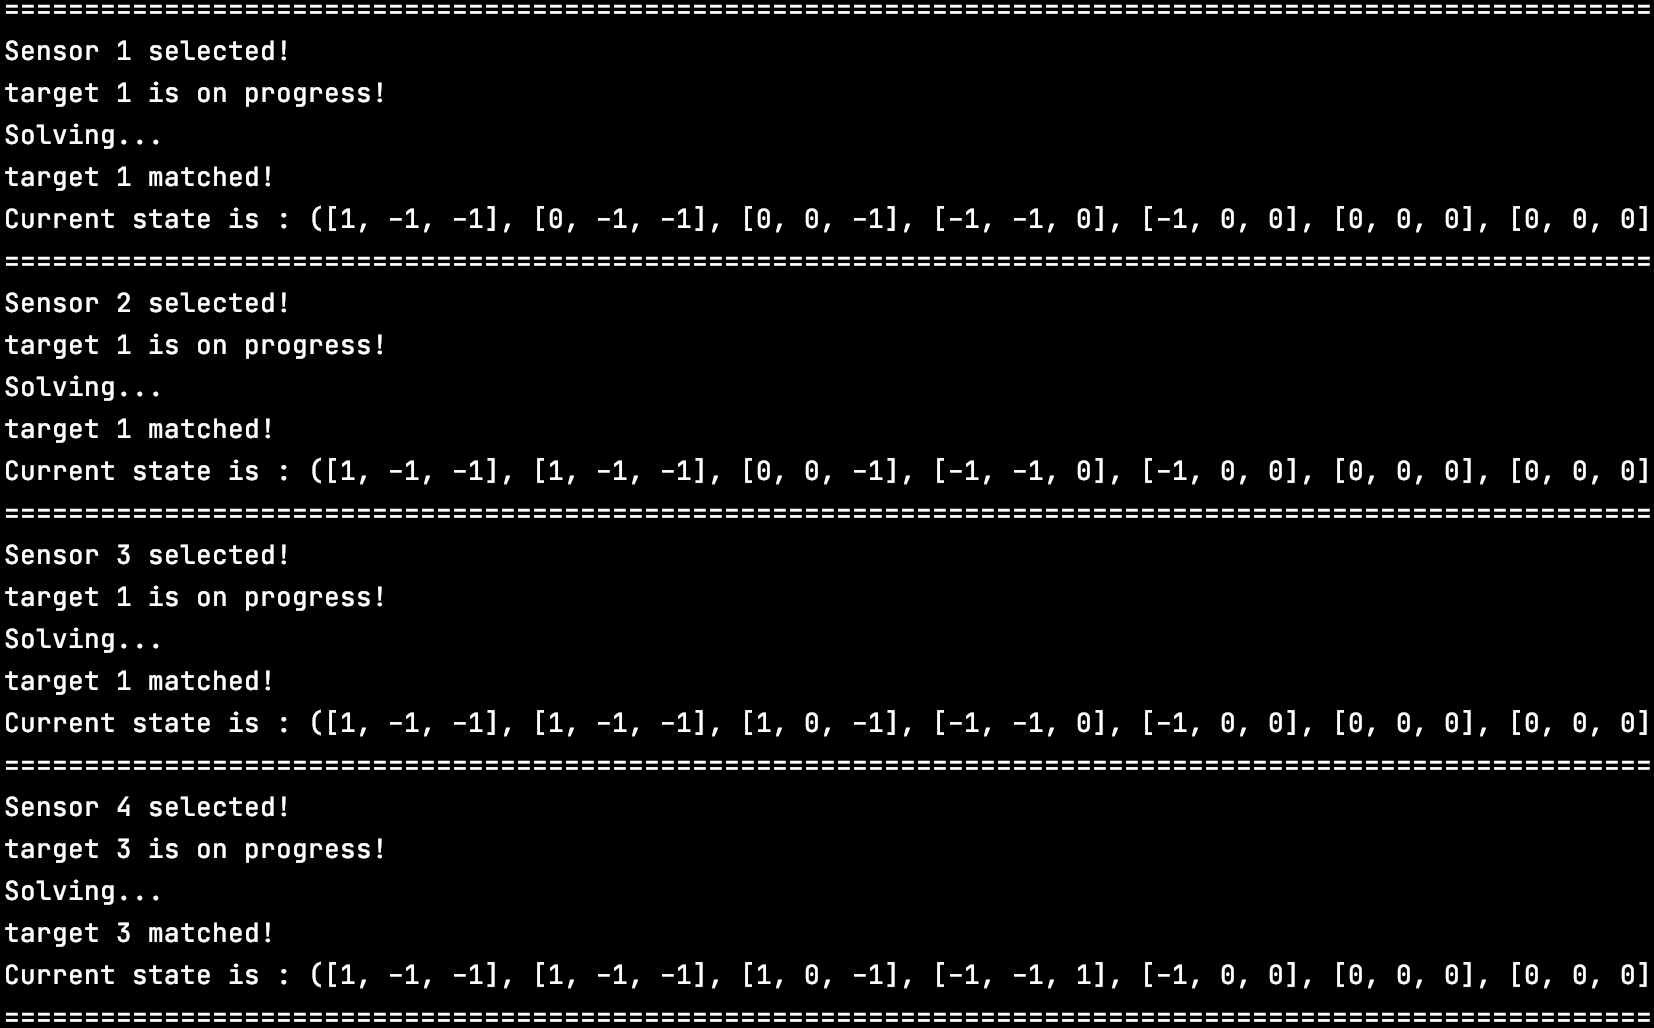 =======================================================================================================
Sensor 1 selected!
target 1 is on progress!
Solving...
target 1 matched!
Current state is : ([1, -1, -1], [0, -1, -1], [0, 0, -1], [-1, -1, 0], [-1, 0, 0], [0, 0, 0], [0, 0, 0]
=======================================================================================================
Sensor 2 selected!
target 1 is on progress!
Solving...
target 1 matched!
Current state is : ([1, -1, -1], [1, -1, -1], [0, 0, -1], [-1, -1, 0], [-1, 0, 0], [0, 0, 0], [0, 0, 0]
=======================================================================================================
Sensor 3 selected!
target 1 is on progress!
Solving...
target 1 matched!
Current state is : ([1, -1, -1], [1, -1, -1], [1, 0, -1], [-1, -1, 0], [-1, 0, 0], [0, 0, 0], [0, 0, 0]
=======================================================================================================
Sensor 4 selected!
target 3 is on progress!
Solving...
target 3 matched!
Current state is : ([1, -1, -1], [1, -1, -1], [1, 0, -1], [-1, -1, 1], [-1, 0, 0], [0, 0, 0], [0, 0, 0]
=======================================================================================================